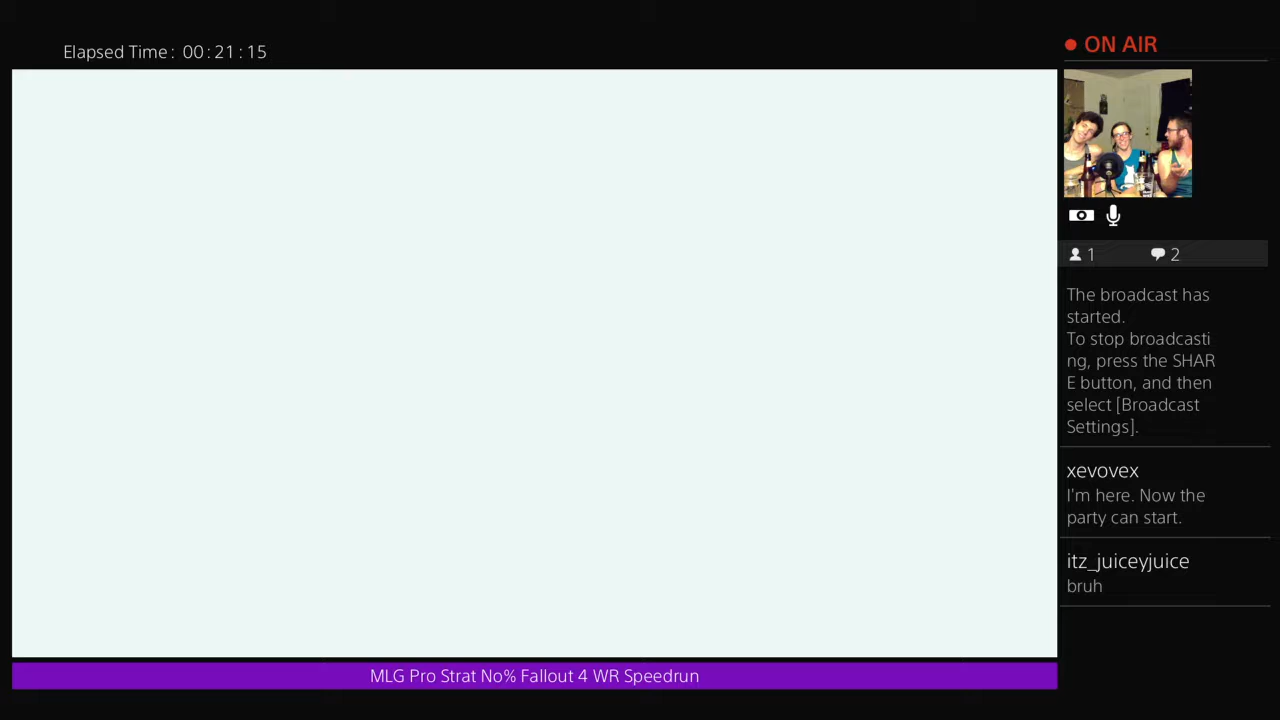 Elapsed Time: 00:21:15
ON AIR
1
2
The broadcast has
started.
To stop broadcasti
ng, press the SHAR
E button, and then
select [Broadcast
Settings].
xevovex
I'm here. Now the
party can start.
itz_juiceyjuice
bruh
MLG Pro Strat No% Fallout 4 WR Speedrun